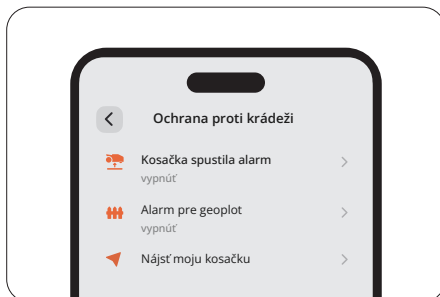 Ochrana proti krádeži
Kosačka spustila alarm
vypnúť
Alarm pre geoplot
vypnúť
Nájsť moju kosačku